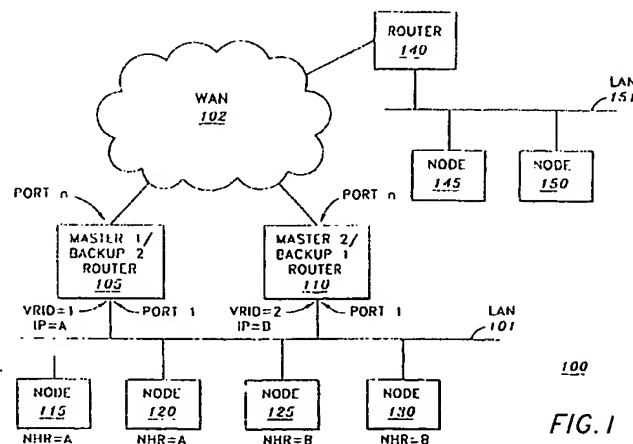 ROUTER
140
WAN
102
LAN
151
NODE
145
NODE
150
PORT n
PORT n
MASTER 1/
BACKUP 2
ROUTER
105
MASTER 2/
BACKUP 1
ROUTER
110
VRID=1
IP=A
PORT 1
VRID=2
IP=B
PORT 1
LAN
101
NODE
115
NODE
120
NODE
125
NODE
130
NHR=A
NHR=A
NHR=B
NHR=B
100
FIG. 1